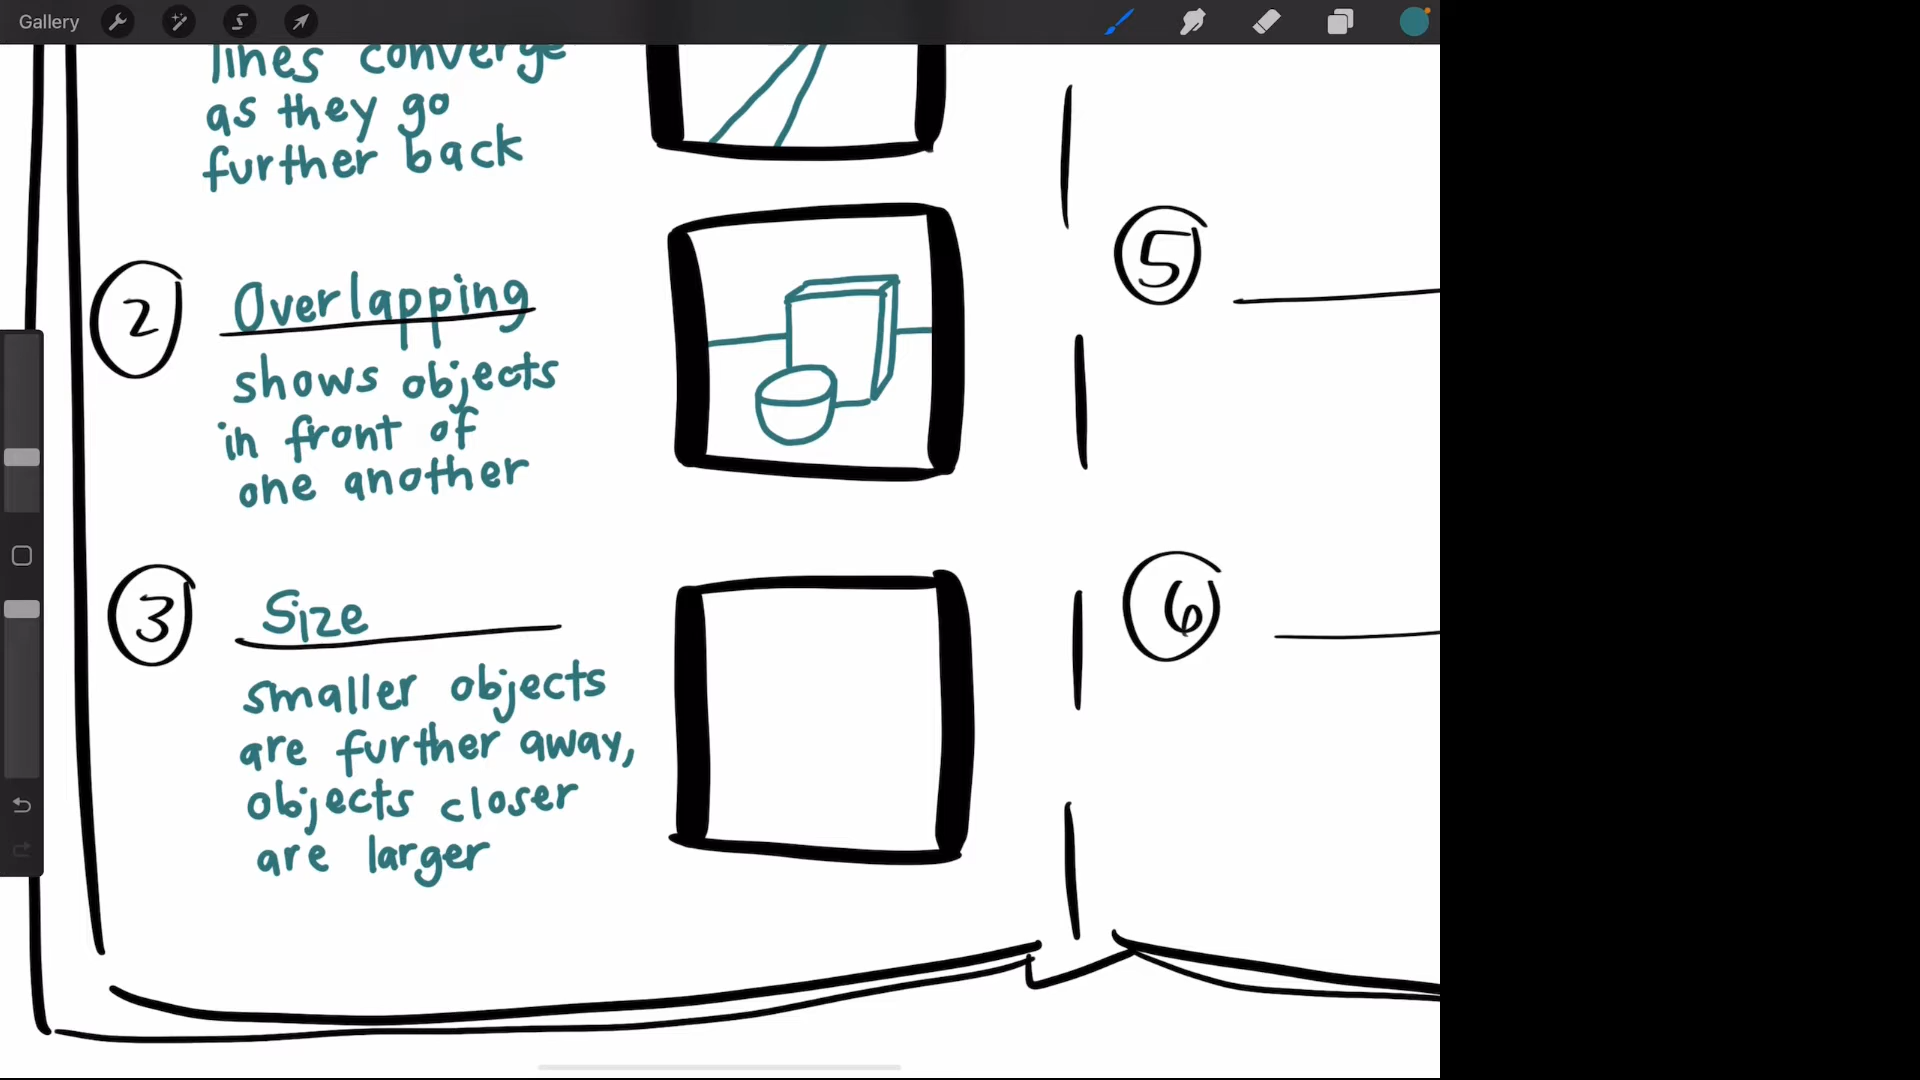 Gallery
lines converge
as they go
further back
2
Overlapping
shows objects
in front of
one another
3
Size
smaller objects
are further away,
objects closer
are larger
5
6